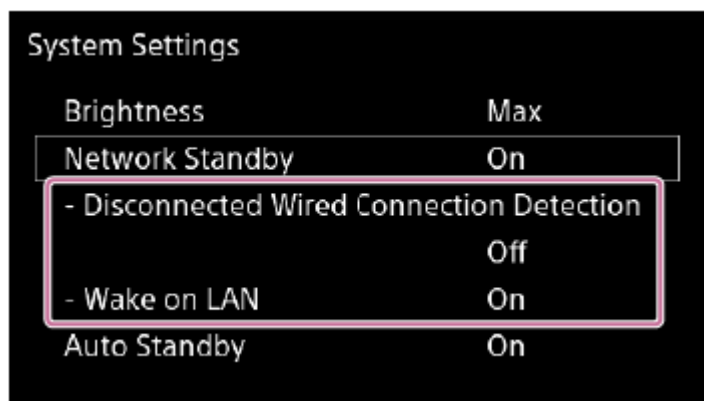 System Settings
Brightness Max
Network Standby On
- Disconnected Wired Connection Detection
Off
- Wake on LAN On
Auto Standby On